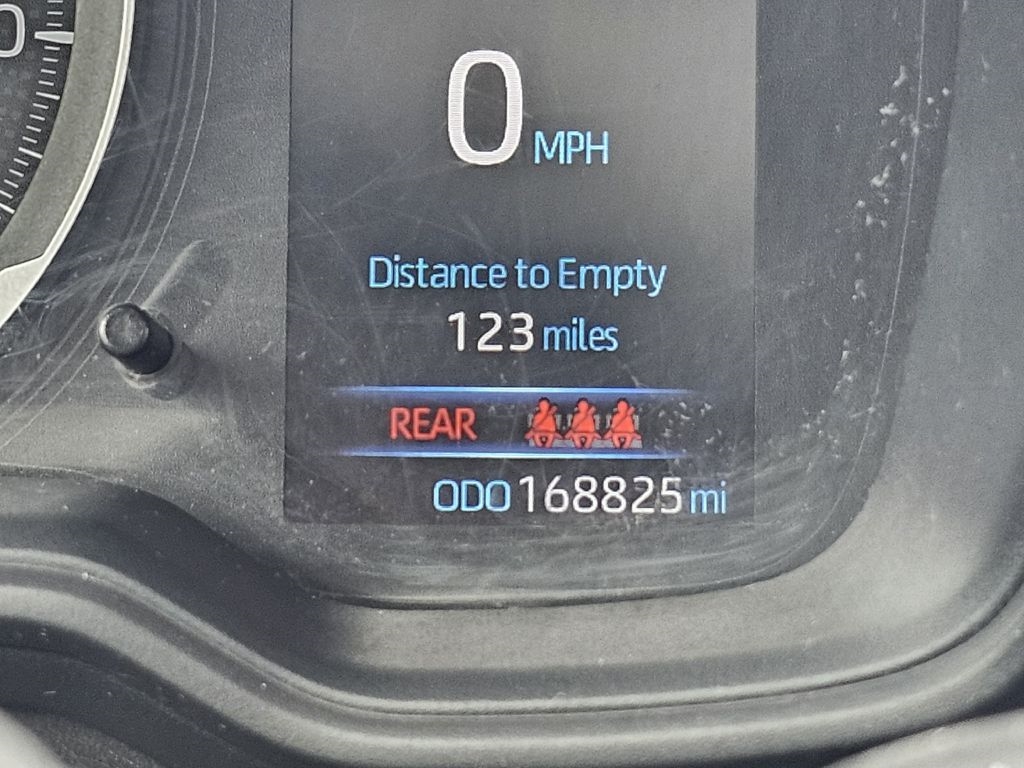 0 MPH
Distance to Empty
123 miles
REAR
ODO 168825 mi